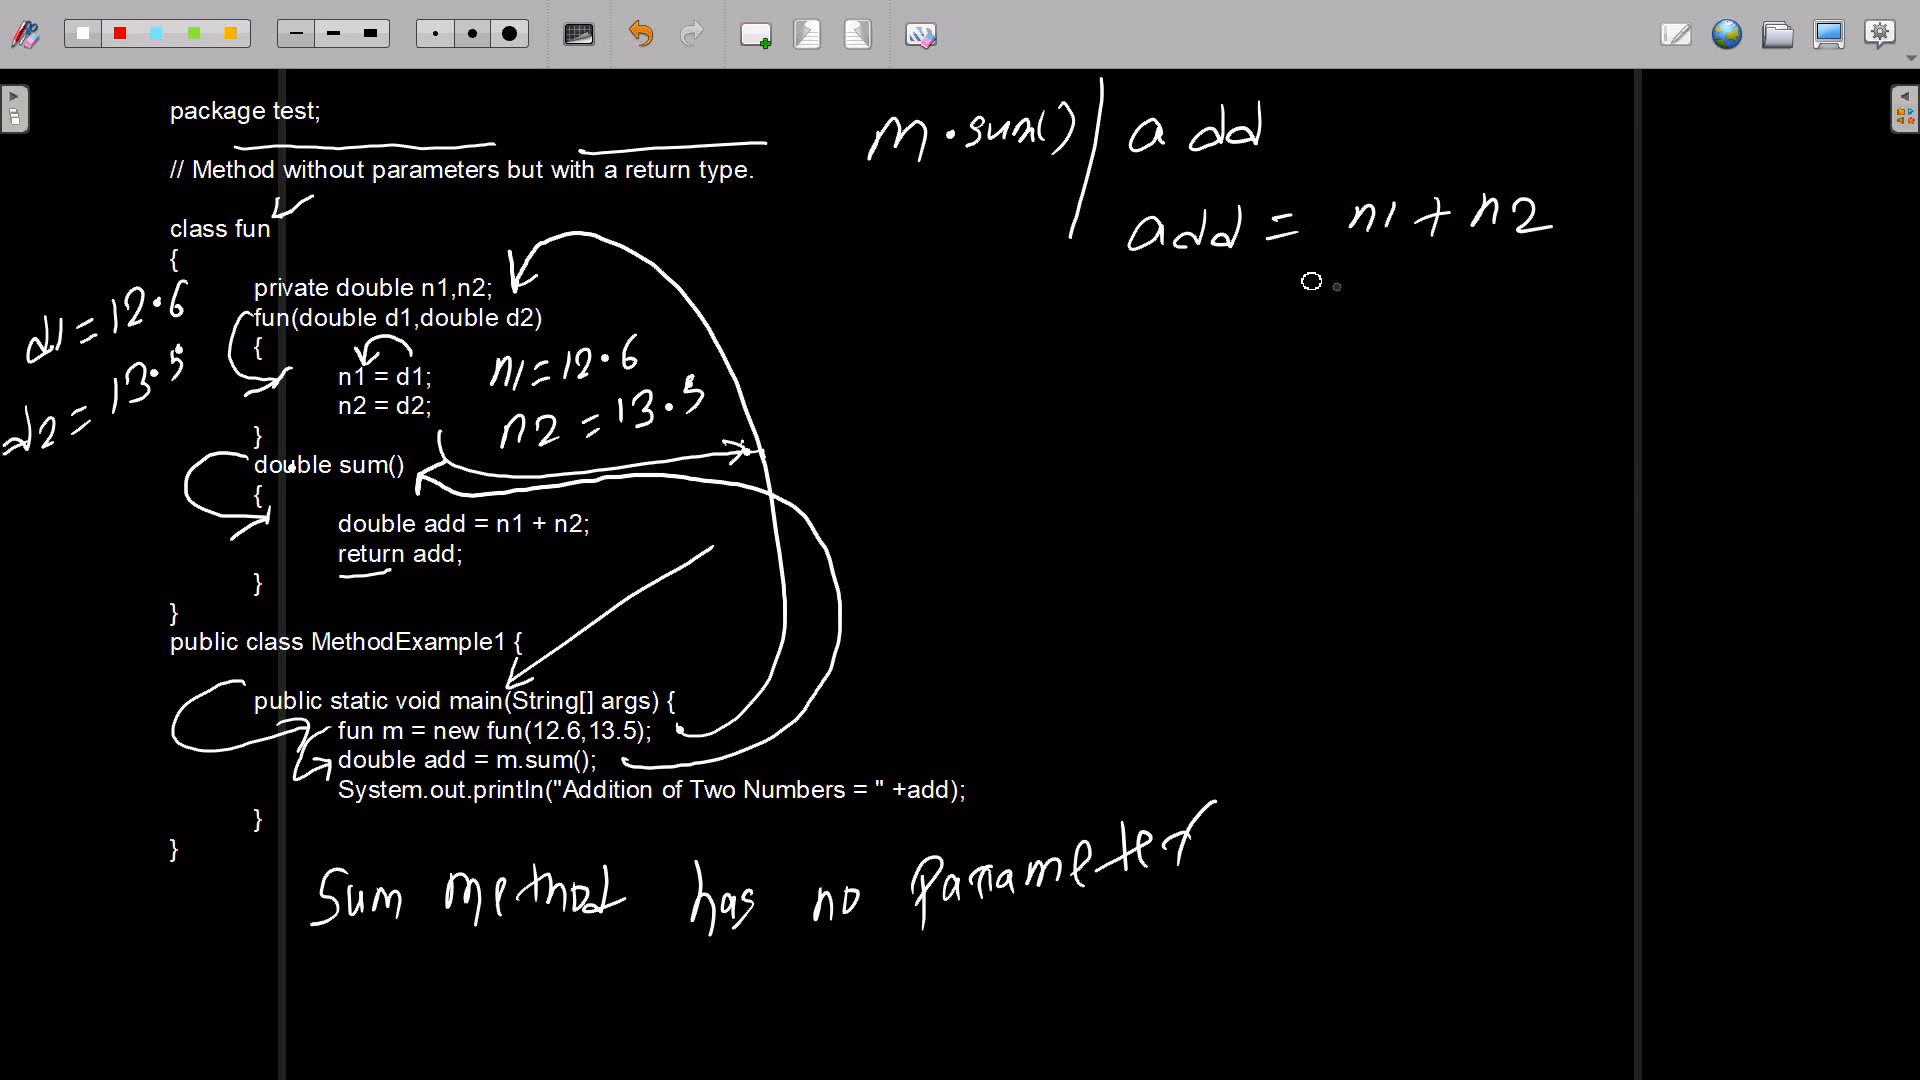 package test;
// Method without parameters but with a return type.
class fun
{
private double n1,n2;
fun(double d1,double d2)
{
n1 = d1;
n2 = d2;
}
double sum()
{
double add = n1 + n2;
return add;
}
}
public class MethodExample1 {
public static void main(String[] args) {
fun m = new fun(12.6,13.5);
double add = m.sum();
System.out.println("Addition of Two Numbers = " +add);
}
}
d1 = 12.6
d2 = 13.5
n1 = 12.6
n2 = 13.5
m.sum()
add
add = n1 + n2
Sum method has no Parameter